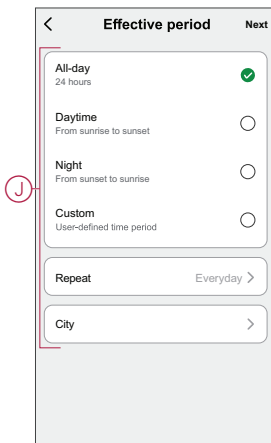 Effective period Next
All-day
24 hours
Daytime
From sunrise to sunset
Night
From sunset to sunrise
Custom
User-defined time period
J
Repeat Everyday
City